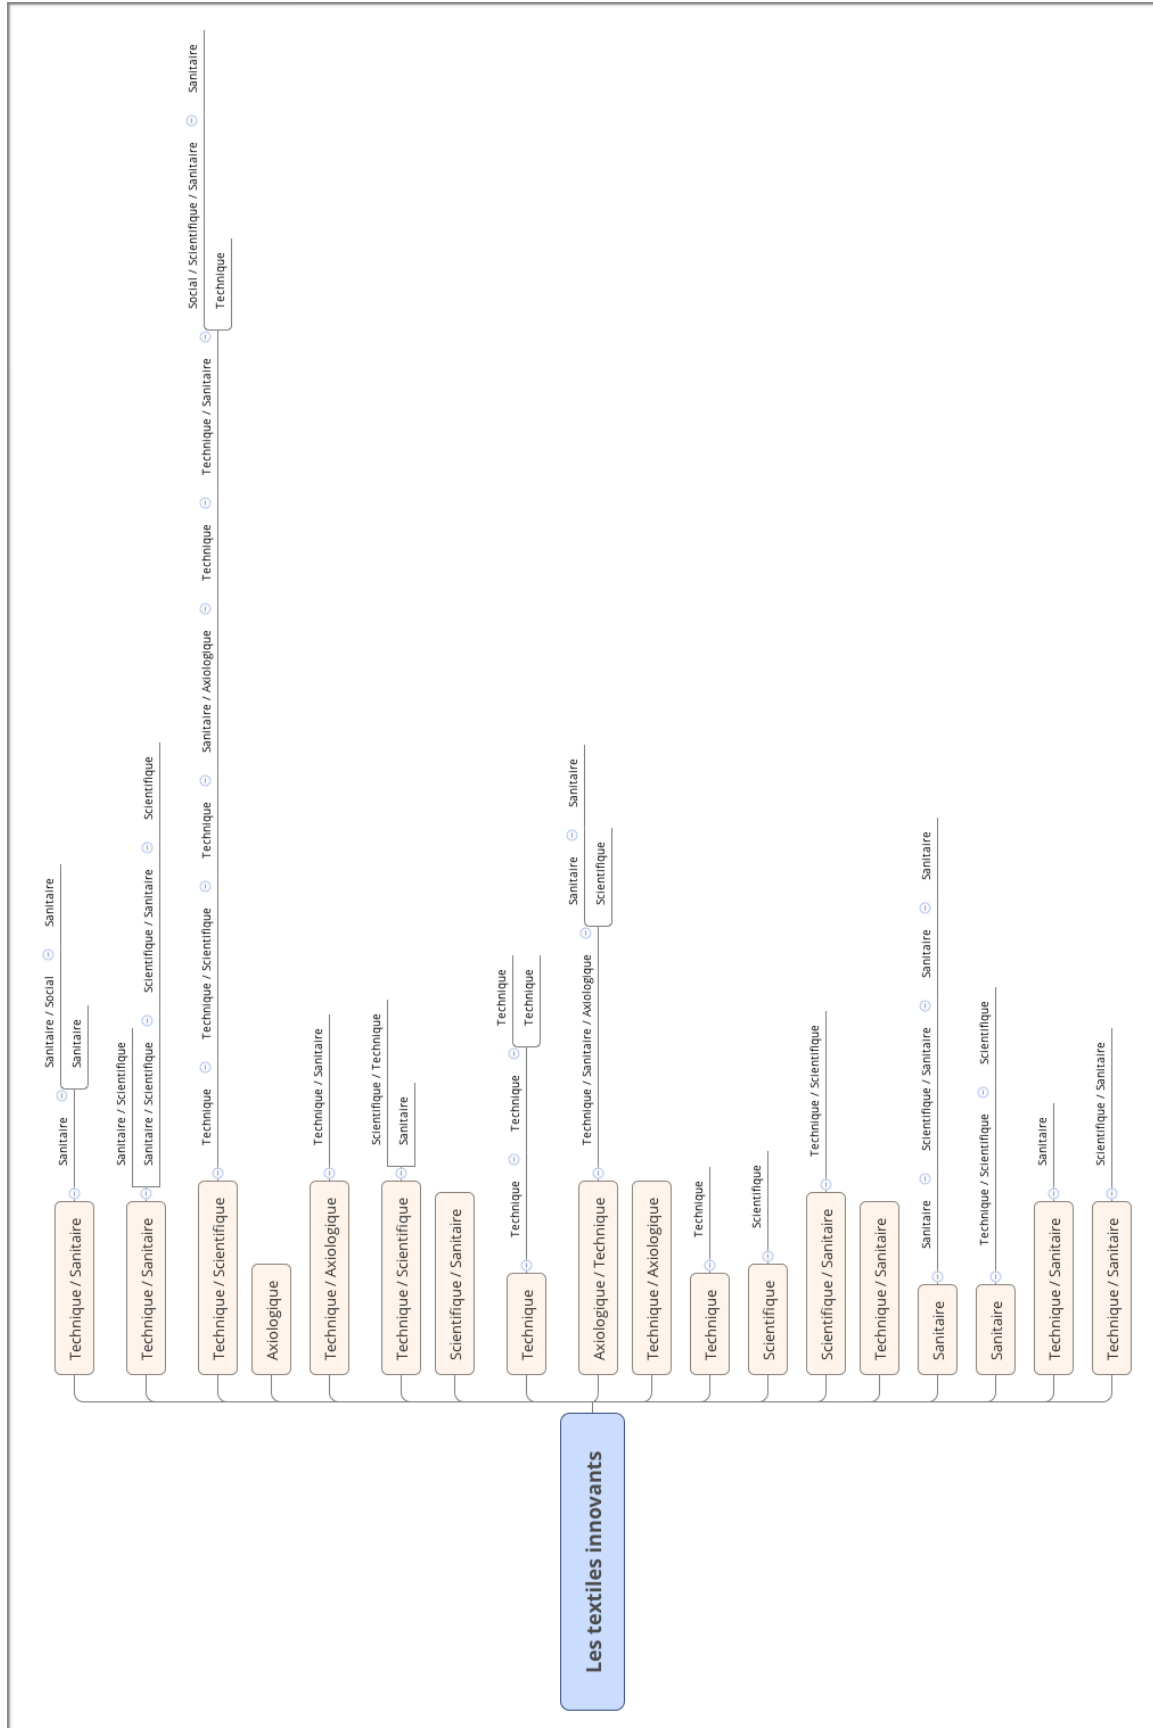 Les textiles innovants
Technique / Sanitaire
Sanitaire
Sanitaire / Social
Sanitaire
Sanitaire
Technique / Sanitaire
Sanitaire / Scientifique
Sanitaire / Scientifique
Scientifique / Sanitaire
Scientifique
Technique / Scientifique
Technique
Technique / Scientifique
Technique
Sanitaire / Axiologique
Technique
Technique / Sanitaire
Social / Scientifique / Sanitaire
Sanitaire
Technique
Axiologique
Technique / Axiologique
Technique / Sanitaire
Technique / Scientifique
Scientifique / Technique
Sanitaire
Scientifique / Sanitaire
Technique
Technique
Technique
Technique
Technique
Axiologique / Technique
Technique / Sanitaire / Axiologique
Sanitaire
Sanitaire
Scientifique
Technique / Axiologique
Technique
Technique
Scientifique
Scientifique
Scientifique / Sanitaire
Technique / Scientifique
Technique / Sanitaire
Sanitaire
Sanitaire
Scientifique / Sanitaire
Sanitaire
Sanitaire
Sanitaire
Technique / Scientifique
Scientifique
Technique / Sanitaire
Sanitaire
Technique / Sanitaire
Scientifique / Sanitaire